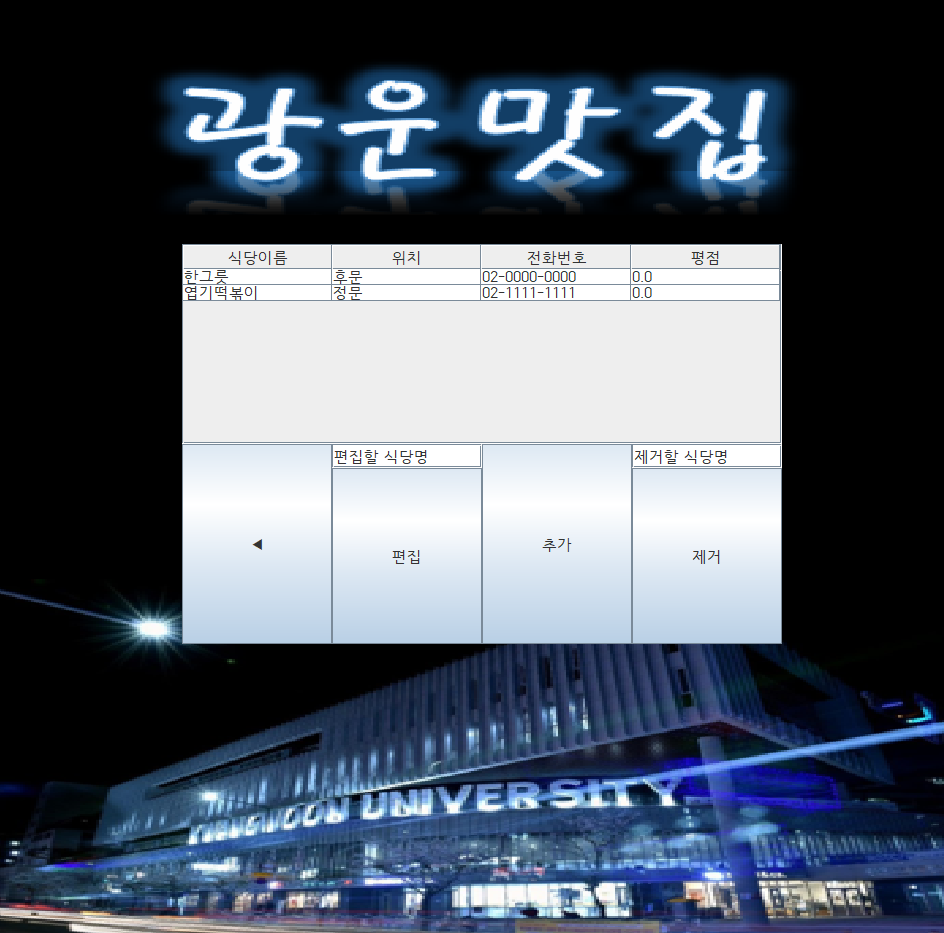 광운맛집
식당이름 위치 전화번호 평점
한그릇 후문 02-0000-0000 0.0
엽기떡볶이 정문 02-1111-1111 0.0
편집할 식당명 제거할 식당명
◀ 편집 추가 제거
KWANGWOON UNIVERSITY